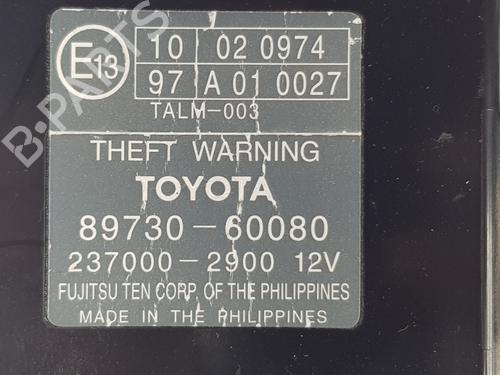 E13
10 02 0974
97 A 01 0027
TALM-003
THEFT WARNING
TOYOTA
89730-60080
237000-2900 12V
FUJITSU TEN CORP. OF THE PHILIPPINES
MADE IN THE PHILIPPINES
B-PARTS